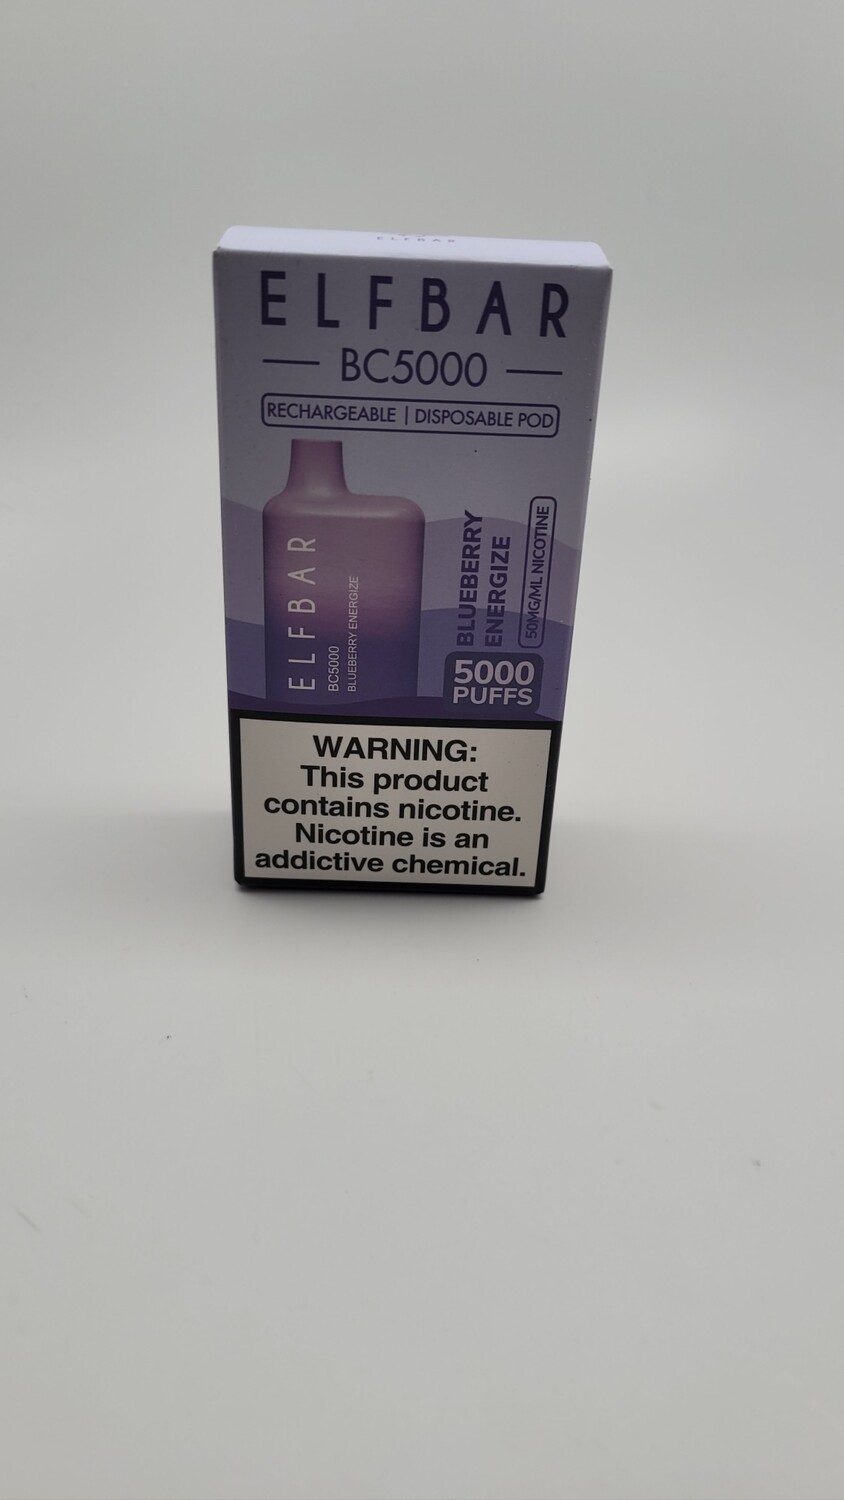 ELFBAR
ELFBAR
BC5000
RECHARGEABLE | DISPOSABLE POD
ELFBAR
BC5000
BLUEBERRY ENERGIZE
BLUEBERRY
ENERGIZE
50MG/ML NICOTINE
5000
PUFFS
WARNING:
This product
contains nicotine.
Nicotine is an
addictive chemical.